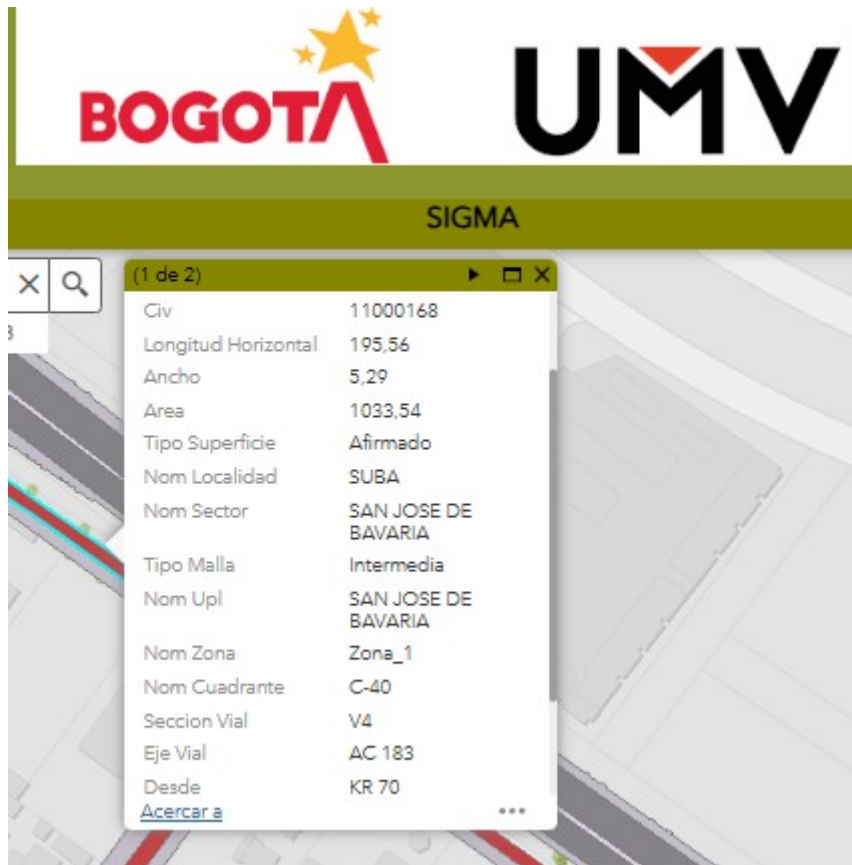 BOGOTA
UMV
SIGMA
(1 de 2)
Civ 11000168
Longitud Horizontal 195,56
Ancho 5,29
Area 1033,54
Tipo Superficie Afirmado
Nom Localidad SUBA
Nom Sector SAN JOSE DE
BAVARIA
Tipo Malla Intermedia
Nom Upl SAN JOSE DE
BAVARIA
Nom Zona Zona_1
Nom Cuadrante C-40
Seccion Vial V4
Eje Vial AC 183
Desde KR 70
Acercar a